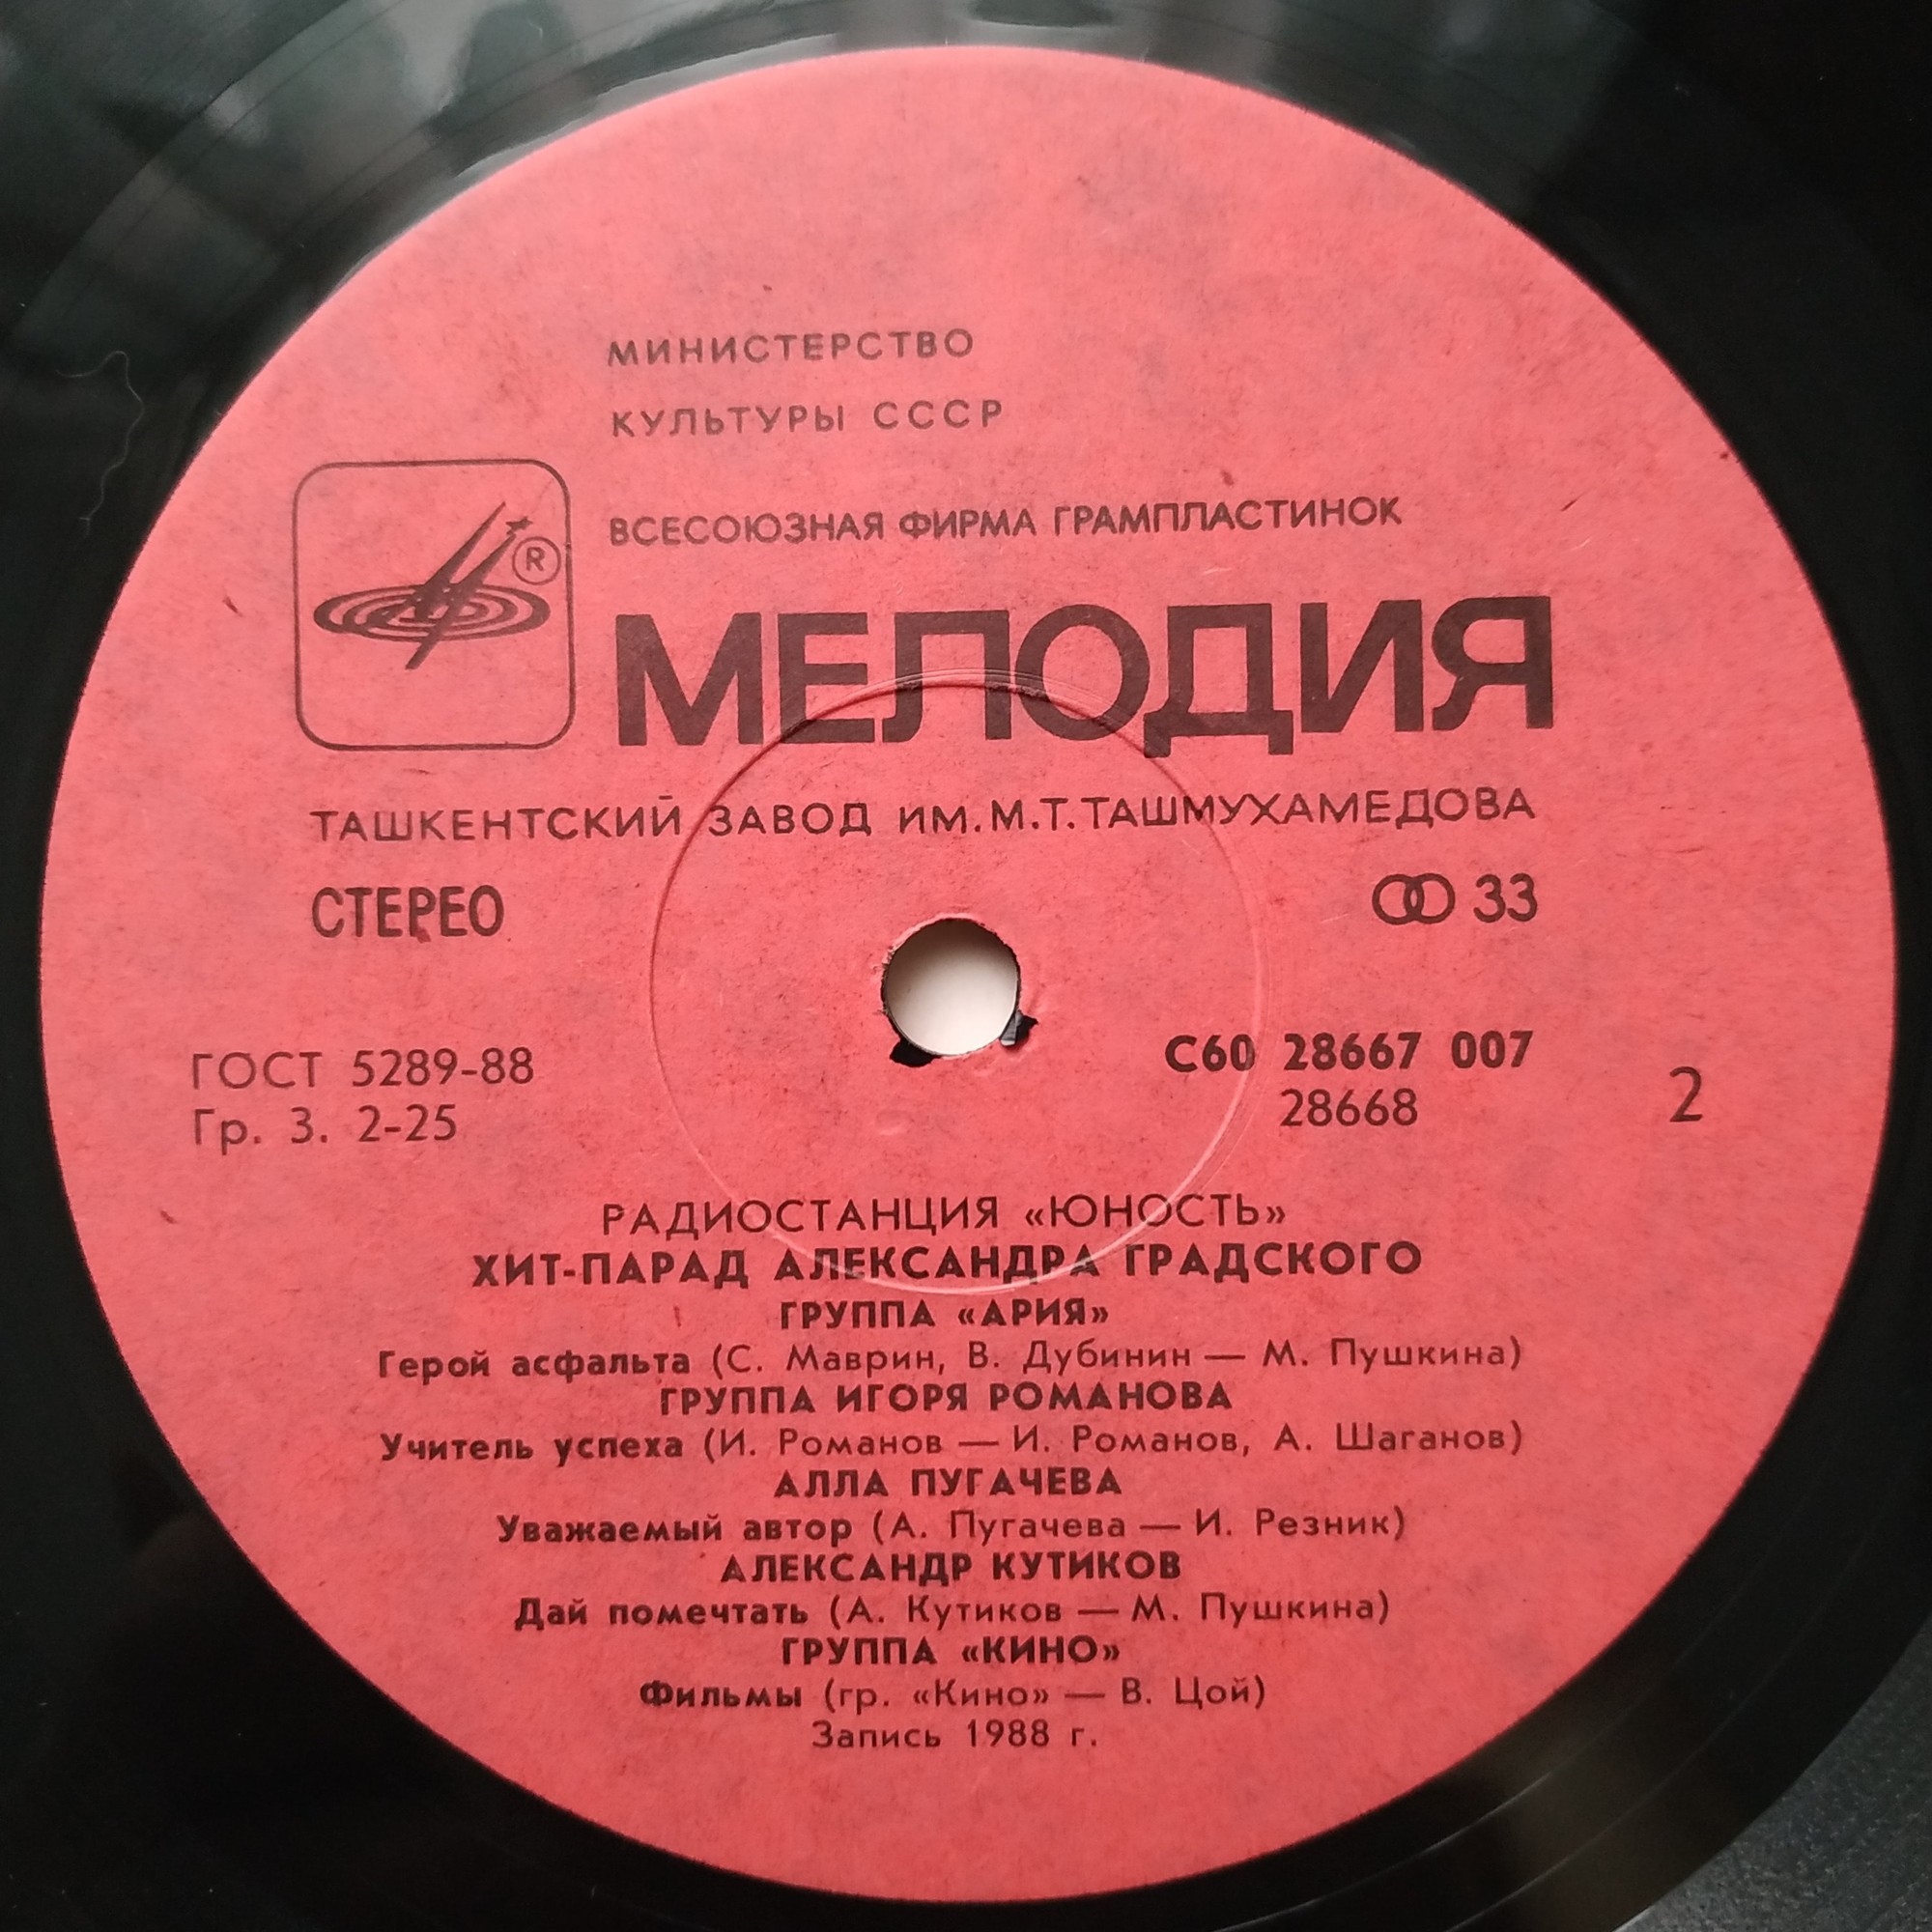 МИНИСТЕРСТВО
КУЛЬТУРЫ СССР
ВСЕСОЮЗНАЯ ФИРМА ГРАМПЛАСТИНОК
®
МЕЛОДИЯ
ТАШКЕНТСКИЙ ЗАВОД ИМ.М.Т.ТАШМУХАМЕДОВА
СТЕРЕО 33
ГОСТ 5289-88 С60 28667 007
Гр. 3. 2-25 28668 2
РАДИОСТАНЦИЯ «ЮНОСТЬ»
ХИТ-ПАРАД АЛЕКСАНДРА ГРАДСКОГО
ГРУППА «АРИЯ»
Герой асфальта (С. Маврин, В. Дубинин — М. Пушкина)
ГРУППА ИГОРЯ РОМАНОВА
Учитель успеха (И. Романов — И. Романов, А. Шаганов)
АЛЛА ПУГАЧЕВА
Уважаемый автор (А. Пугачева — И. Резник)
АЛЕКСАНДР КУТИКОВ
Дай помечтать (А. Кутиков — М. Пушкина)
ГРУППА «КИНО»
Фильмы (гр. «Кино» — В. Цой)
Запись 1988 г.